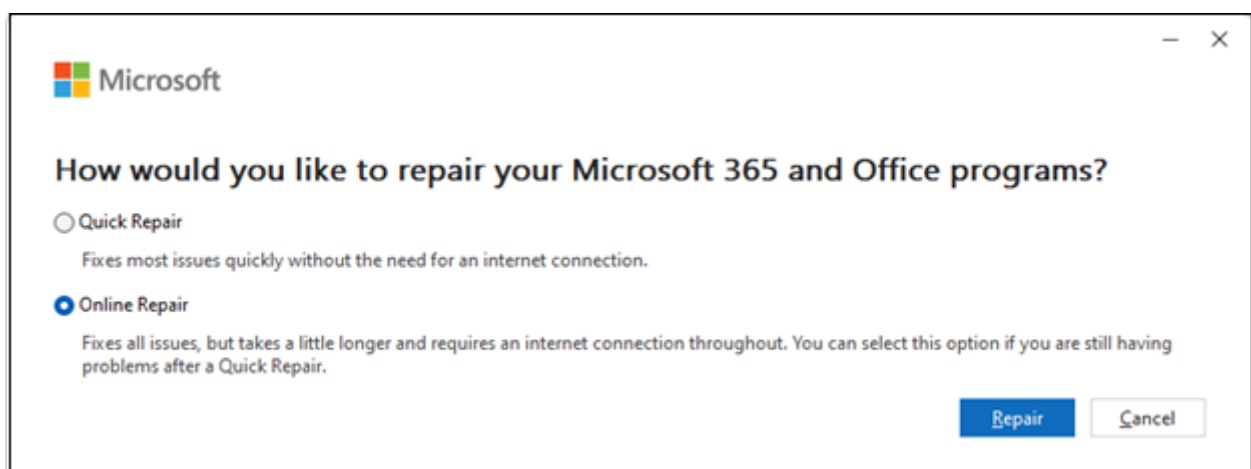 Microsoft
How would you like to repair your Microsoft 365 and Office programs?
Quick Repair
Fixes most issues quickly without the need for an internet connection.
Online Repair
Fixes all issues, but takes a little longer and requires an internet connection throughout. You can select this option if you are still having
problems after a Quick Repair.
Repair
Cancel